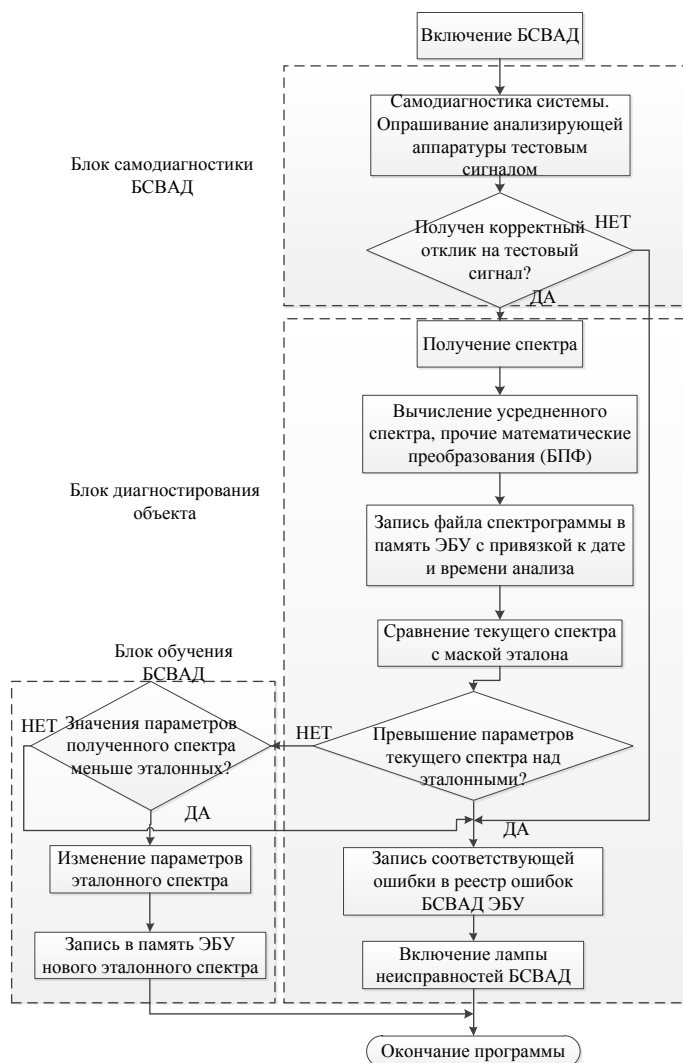 Включение БСВАД
Самодиагностика системы.
Опрашивание анализирующей
аппаратуры тестовым
сигналом
Блок самодиагностики
БСВАД
Получен корректный
отклик на тестовый
сигнал?
НЕТ
ДА
Получение спектра
Вычисление усредненного
спектра, прочие математические
преобразования (БПФ)
Блок диагностирования
объекта
Запись файла спектрограммы в
память ЭБУ с привязкой к дате
и времени анализа
Сравнение текущего спектра
с маской эталона
Блок обучения
БСВАД
НЕТ
Значения параметров
полученного спектра
меньше эталонных?
НЕТ
Превышение параметров
текущего спектра над
эталонными?
ДА
ДА
Изменение параметров
эталонного спектра
Запись соответствующей
ошибки в реестр ошибок
БСВАД ЭБУ
Запись в память ЭБУ
нового эталонного спектра
Включение лампы
неисправностей БСВАД
Окончание программы